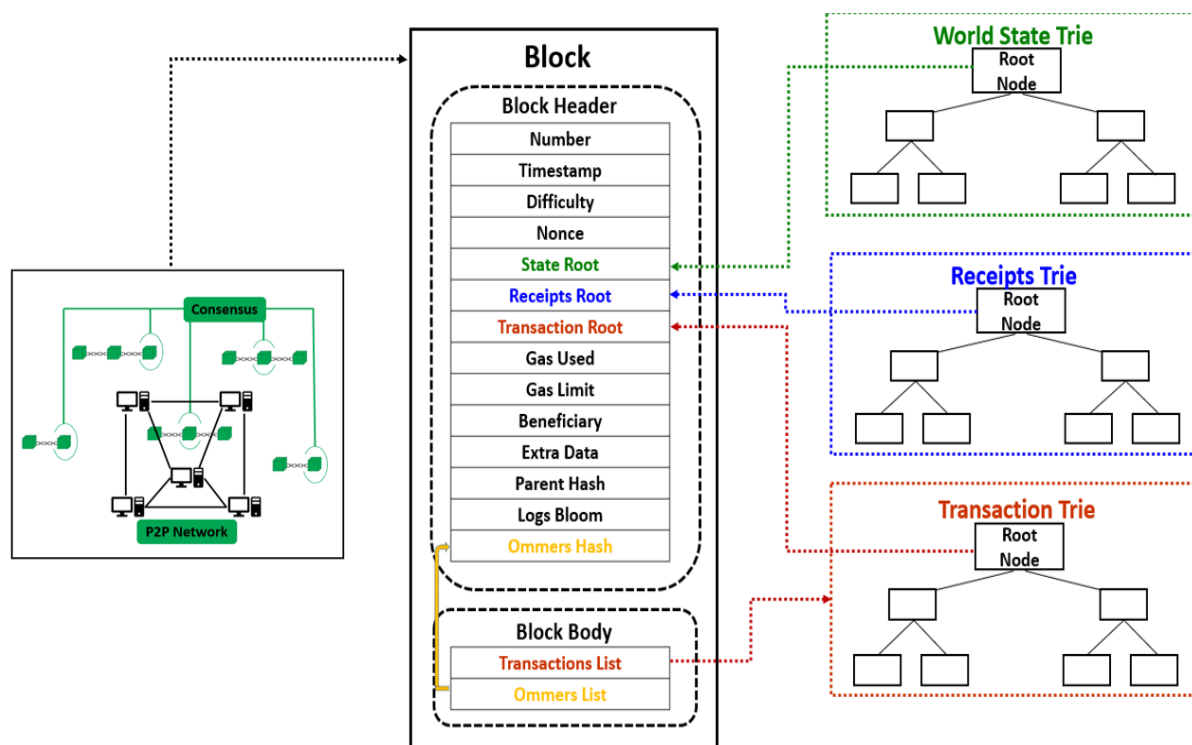 Consensus
P2P Network
Block
Block Header
Number
Timestamp
Difficulty
Nonce
State Root
Receipts Root
Transaction Root
Gas Used
Gas Limit
Beneficiary
Extra Data
Parent Hash
Logs Bloom
Ommers Hash
Block Body
Transactions List
Ommers List
World State Trie
Root
Node
Receipts Trie
Root
Node
Transaction Trie
Root
Node